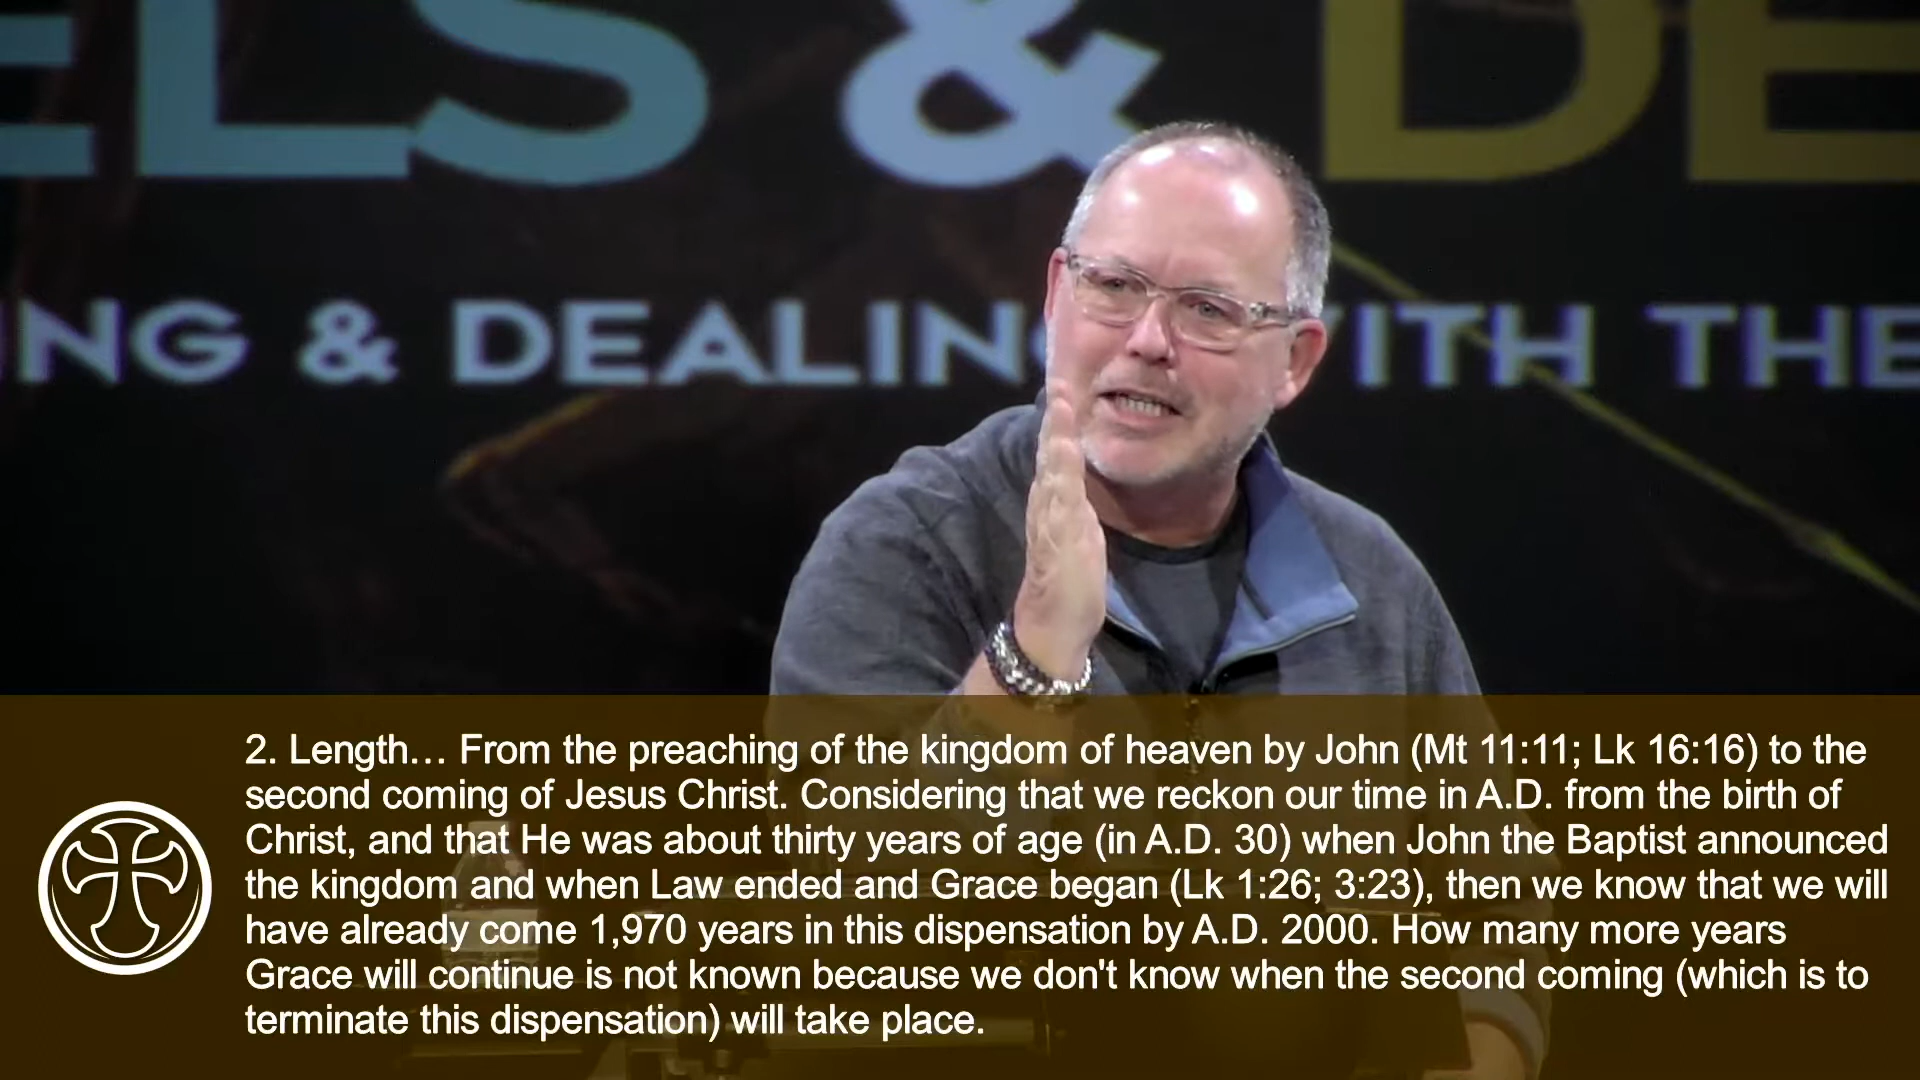 ELS & DE
ING & DEALING WITH THE
2. Length… From the preaching of the kingdom of heaven by John (Mt 11:11; Lk 16:16) to the
second coming of Jesus Christ. Considering that we reckon our time in A.D. from the birth of
Christ, and that He was about thirty years of age (in A.D. 30) when John the Baptist announced
the kingdom and when Law ended and Grace began (Lk 1:26; 3:23), then we know that we will
have already come 1,970 years in this dispensation by A.D. 2000. How many more years
Grace will continue is not known because we don't know when the second coming (which is to
terminate this dispensation) will take place.